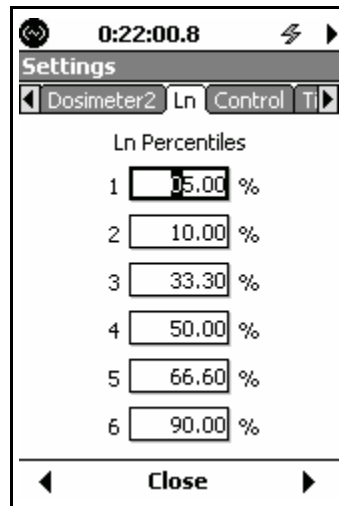 0:22:00.8
Settings
Dosimeter2 Ln Control Ti
Ln Percentiles
1 05.00 %
2 10.00 %
3 33.30 %
4 50.00 %
5 66.60 %
6 90.00 %
Close